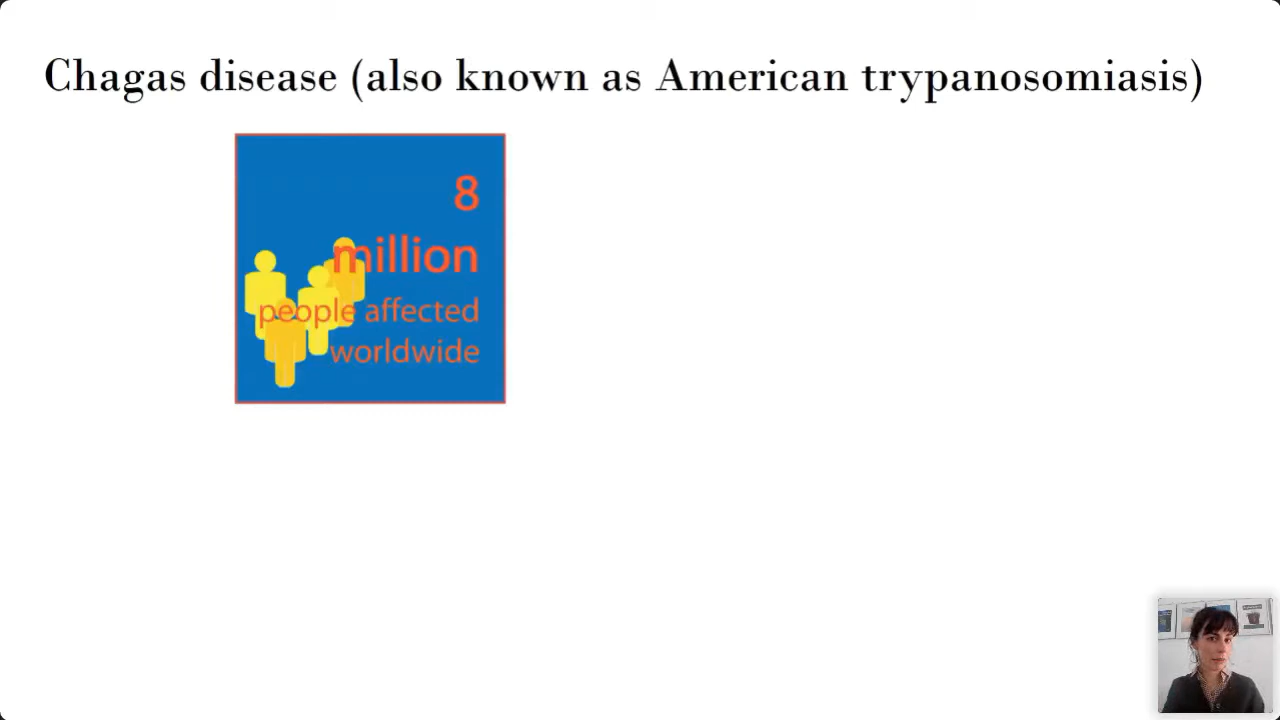 Chagas disease (also known as American trypanosomiasis)
8
million
people affected
worldwide